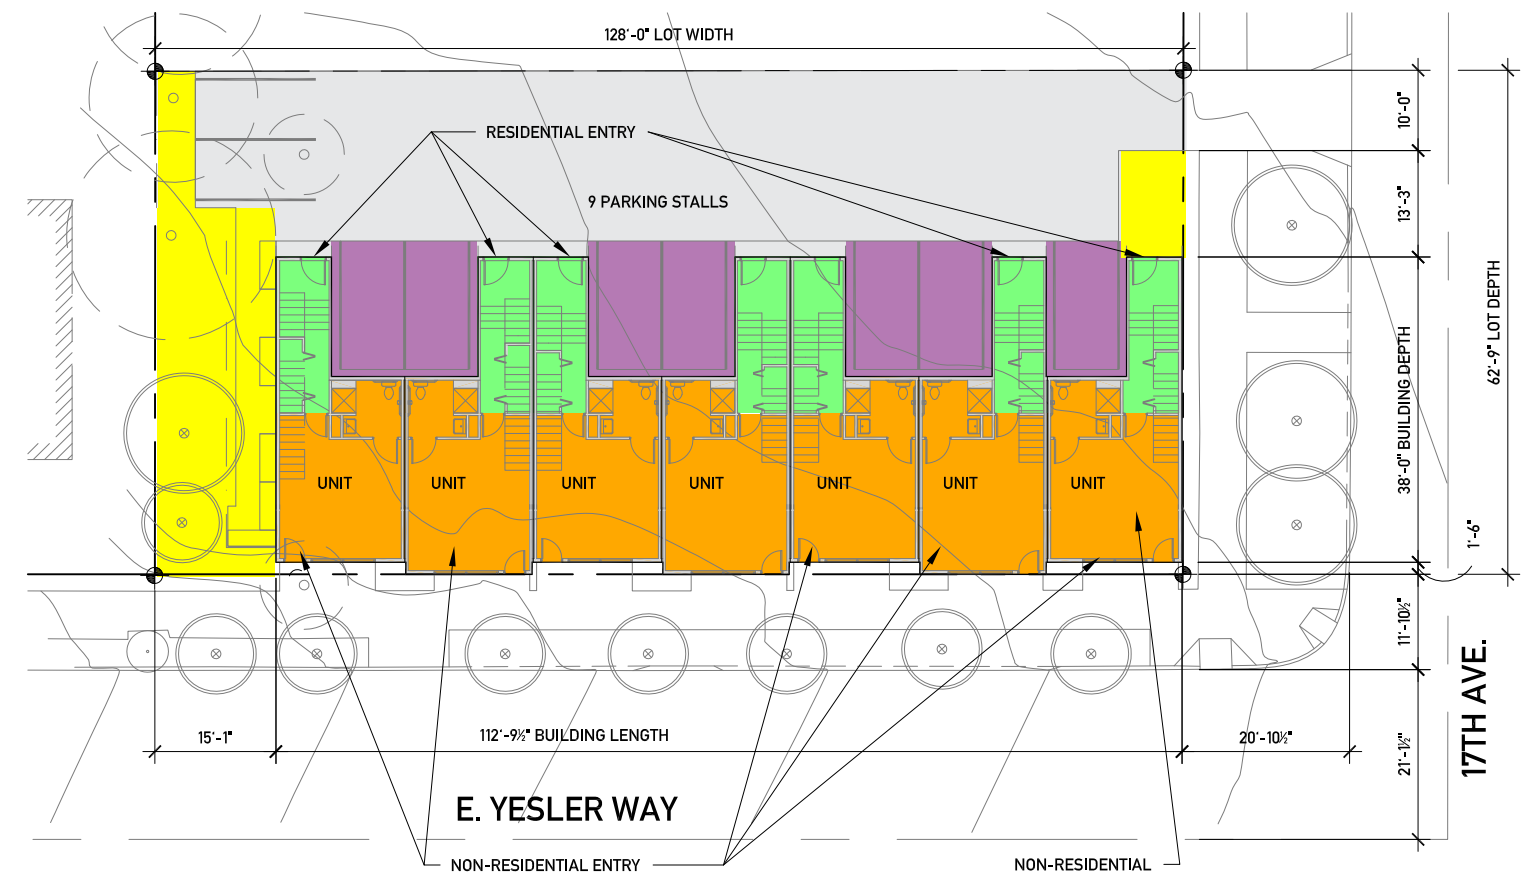 128'-0" LOT WIDTH
RESIDENTIAL ENTRY
10'-0"
9 PARKING STALLS
13'-3"
62'-9" LOT DEPTH
38'-0" BUILDING DEPTH
UNIT
UNIT
UNIT
UNIT
UNIT
UNIT
UNIT
1'-6"
11'-10½"
15'-1"
112'-9½" BUILDING LENGTH
20'-10½"
21'-1½"
17TH AVE.
E. YESLER WAY
NON-RESIDENTIAL ENTRY
NON-RESIDENTIAL